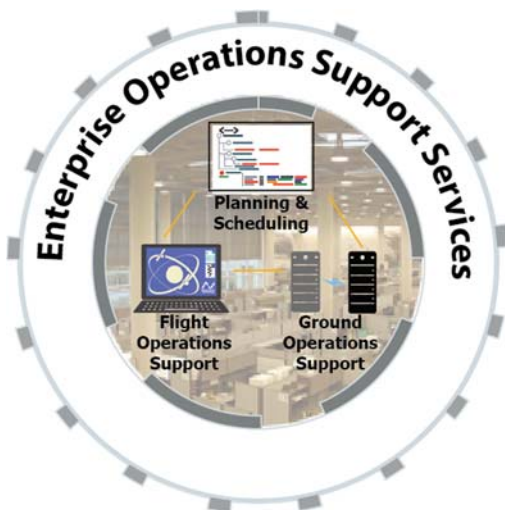 Enterprise Operations Support Services
Planning &
Scheduling
Flight
Operations
Support
Ground
Operations
Support